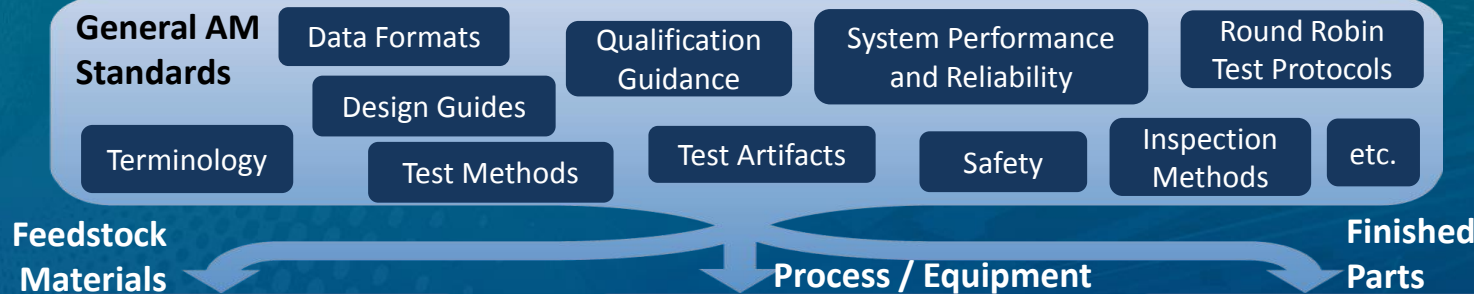 General AM
Standards
Data Formats
Qualification
Guidance
System Performance
and Reliability
Round Robin
Test Protocols
Design Guides
Terminology
Test Methods
Test Artifacts
Safety
Inspection
Methods
etc.
Feedstock
Materials
Process / Equipment
Finished
Parts